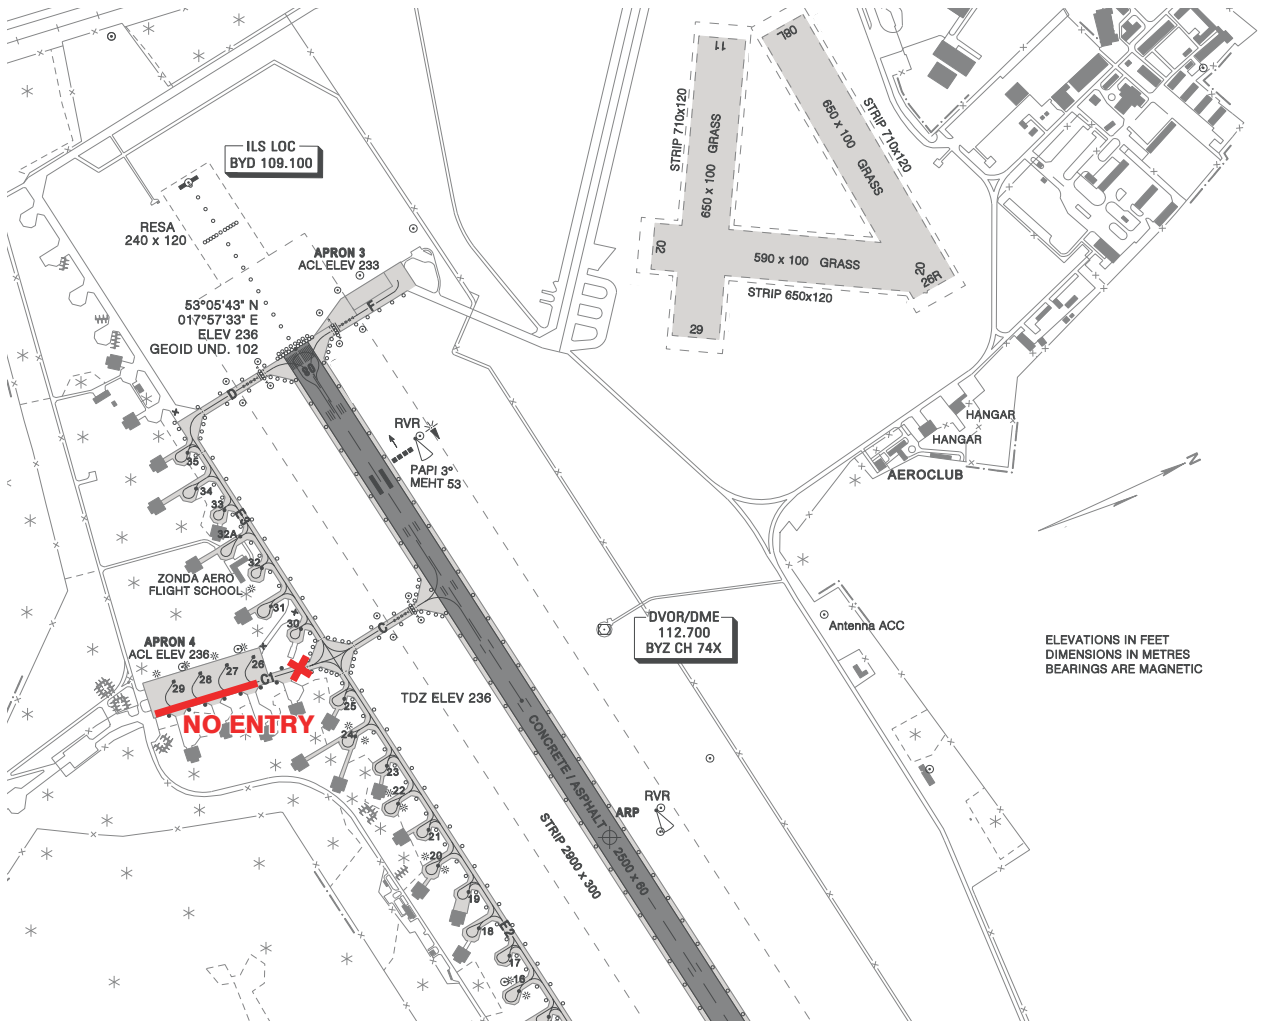 11
08L
STRIP 710x120
650 x 100 GRASS
650 x 100 GRASS
STRIP 710x120
ILS LOC
BYD 109.100
RESA
240 x 120
APRON 3
ACL ELEV 233
02
590 x 100 GRASS
20
26R
STRIP 650x120
29
53°05'43" N
017°57'33" E
ELEV 236
GEOID UND. 102
F
D
RVR
PAPI 3°
MEHT 53
HANGAR
HANGAR
AEROCLUB
N
35
34
33
E3
32A
32
ZONDA AERO
FLIGHT SCHOOL
31
30
C
DVOR/DME
112.700
BYZ CH 74X
Antenna ACC
ELEVATIONS IN FEET
DIMENSIONS IN METRES
BEARINGS ARE MAGNETIC
APRON 4
ACL ELEV 236
29
28
27
26
C1
NO ENTRY
25
TDZ ELEV 236
24
23
22
21
20
19
18
17
16
E2
CONCRETE / ASPHALT 2500 x 60
ARP
RVR
STRIP 2900 x 300